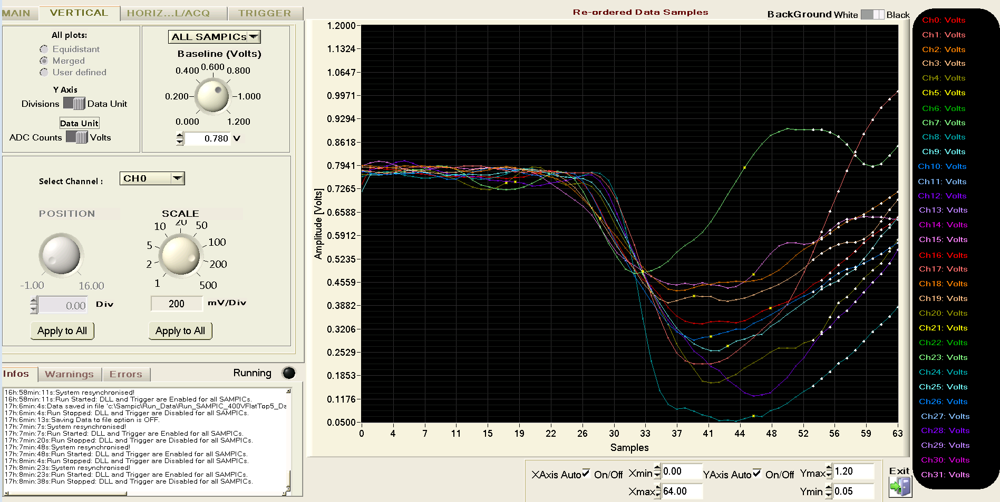 MAIN
VERTICAL
HORIZ...L/ACQ
TRIGGER
All plots:
Equidistant
Merged
User defined
Y Axis
Divisions
Data Unit
Data Unit
ADC Counts
Volts
ALL SAMPICs
Baseline (Volts)
0.400 0.600 0.800
0.200 1.000
0.000 1.200
0.780 V
Select Channel :
CH0
POSITION
-1.00 16.00
0.00 Div
Apply to All
SCALE
10 20 50
5 100
2 200
1 500
200 mV/Div
Apply to All
Infos
Warnings
Errors
Running
16h:58min:11s:System resynchronised!
16h:58min:11s:Run Started: DLL and Trigger are Enabled for all SAMPICs.
17h:6min:4s:Data saved in file 'c:\Sampic\Run_Data\Run_SAMPIC_400VFlatTop5_Da
17h:6min:4s:Run Stopped: DLL and Trigger are Disabled for all SAMPICs.
17h:6min:13s:Saving Data to file option is OFF.
17h:7min:7s:System resynchronised!
17h:7min:7s:Run Started: DLL and Trigger are Enabled for all SAMPICs.
17h:7min:20s:Run Stopped: DLL and Trigger are Disabled for all SAMPICs.
17h:7min:48s:System resynchronised!
17h:7min:48s:Run Started: DLL and Trigger are Enabled for all SAMPICs.
17h:8min:4s:Run Stopped: DLL and Trigger are Disabled for all SAMPICs.
17h:8min:23s:System resynchronised!
17h:8min:23s:Run Started: DLL and Trigger are Enabled for all SAMPICs.
17h:8min:38s:Run Stopped: DLL and Trigger are Disabled for all SAMPICs.
Re-ordered Data Samples
BackGround White Black
Amplitude [Volts]
1.2000
1.1324
1.0647
0.9971
0.9294
0.8618
0.7941
0.7265
0.6588
0.5912
0.5235
0.4559
0.3882
0.3206
0.2529
0.1853
0.1176
0.0500
0 4 7 11 15 19 22 26 30 33 37 41 44 48 52 56 59 63
Samples
XAxis Auto On/Off
Xmin 0.00
Xmax 64.00
YAxis Auto On/Off
Ymax 1.20
Ymin 0.05
Exit
Ch0: Volts
Ch1: Volts
Ch2: Volts
Ch3: Volts
Ch4: Volts
Ch5: Volts
Ch6: Volts
Ch7: Volts
Ch8: Volts
Ch9: Volts
Ch10: Volts
Ch11: Volts
Ch12: Volts
Ch13: Volts
Ch14: Volts
Ch15: Volts
Ch16: Volts
Ch17: Volts
Ch18: Volts
Ch19: Volts
Ch20: Volts
Ch21: Volts
Ch22: Volts
Ch23: Volts
Ch24: Volts
Ch25: Volts
Ch26: Volts
Ch27: Volts
Ch28: Volts
Ch29: Volts
Ch30: Volts
Ch31: Volts